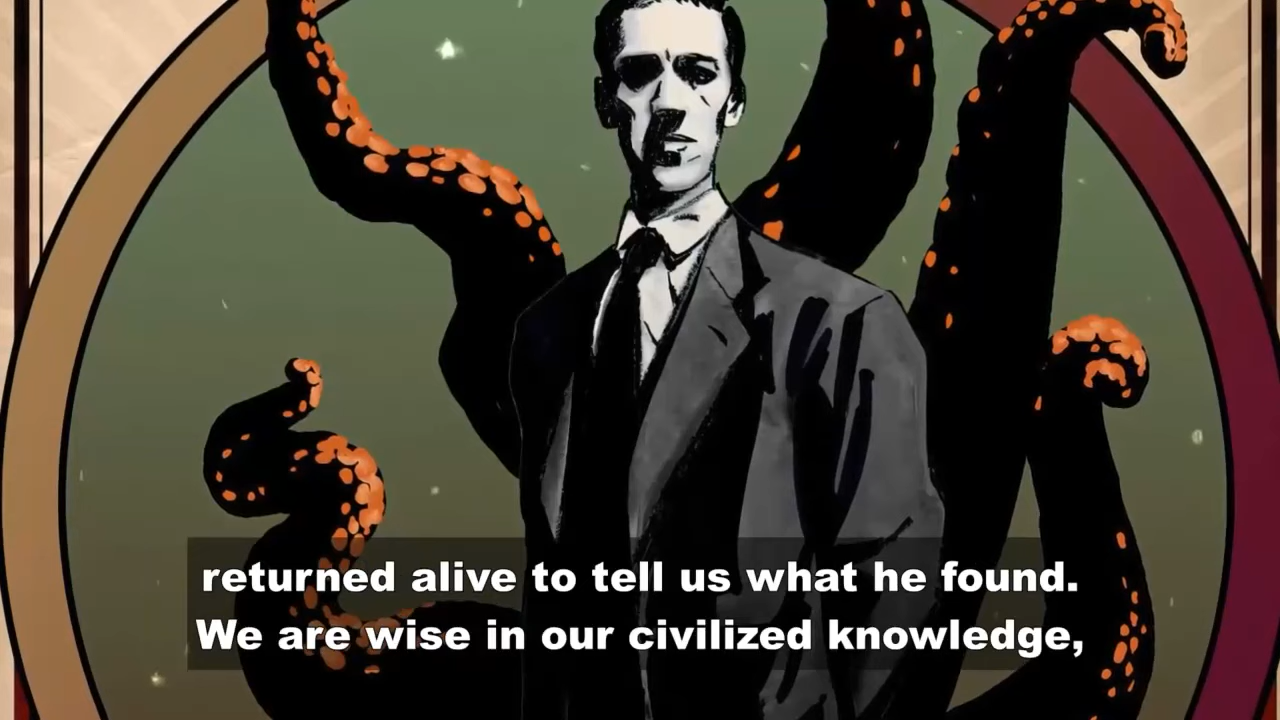 returned alive to tell us what he found.
We are wise in our civilized knowledge,